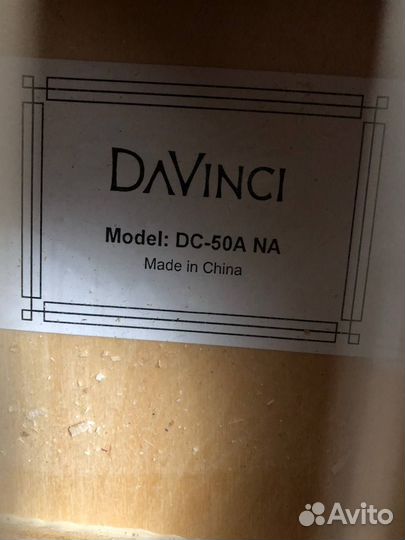 DAVINCI
Model: DC-50A NA
Made in China
Avito